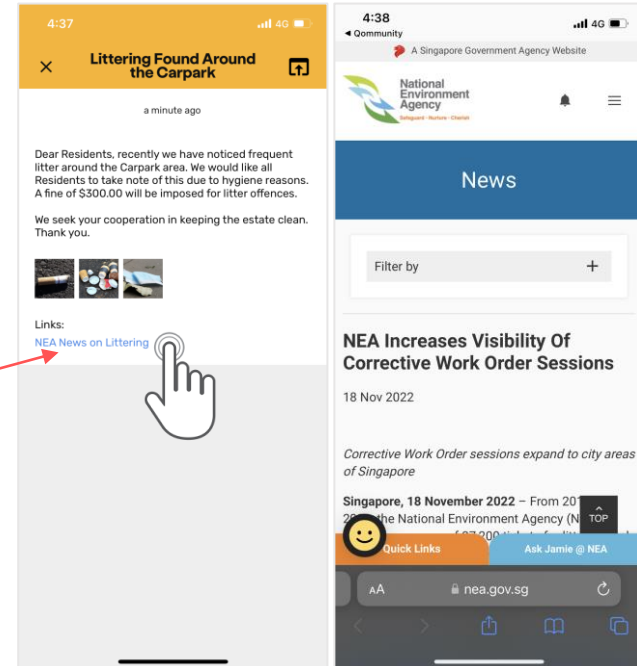 4:37
4G
Littering Found Around
the Carpark
a minute ago
Dear Residents, recently we have noticed frequent
litter around the Carpark area. We would like all
Residents to take note of this due to hygiene reasons.
A fine of $300.00 will be imposed for litter offences.
We seek your cooperation in keeping the estate clean.
Thank you.
Links:
NEA News on Littering
4:38
4G
Qommunity
A Singapore Government Agency Website
National
Environment
Agency
Safeguard · Nurture · Cherish
News
Filter by
NEA Increases Visibility Of
Corrective Work Order Sessions
18 Nov 2022
Corrective Work Order sessions expand to city areas
of Singapore
Singapore, 18 November 2022 – From
the National Environment Agency
TOP
Quick Links
Ask Jamie @ NEA
AA
nea.gov.sg